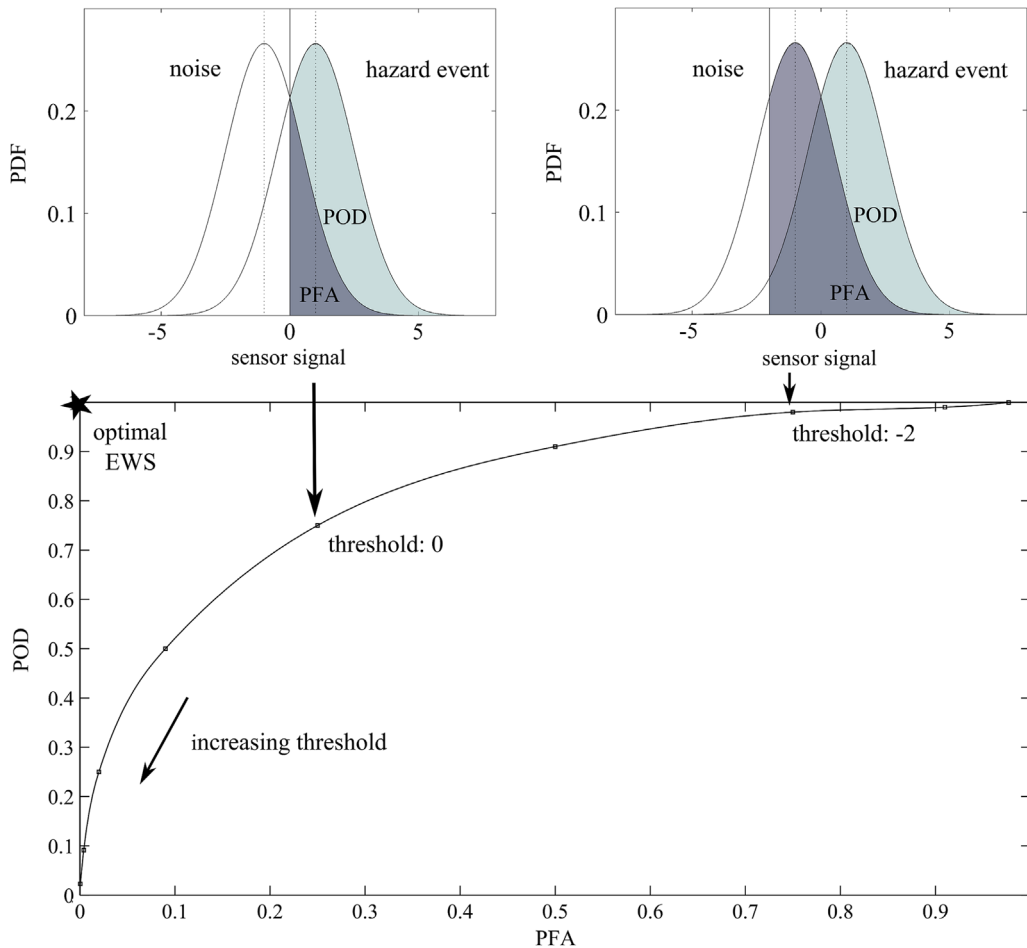 noise
hazard event
PDF
0.2
0.1
0
POD
PFA
-5
0
5
sensor signal
noise
hazard event
PDF
0.2
0.1
0
POD
PFA
-5
0
5
sensor signal
optimal
EWS
threshold: -2
threshold: 0
increasing threshold
POD
0.9
0.8
0.7
0.6
0.5
0.4
0.3
0.2
0.1
0
0
0.1
0.2
0.3
0.4
0.5
0.6
0.7
0.8
0.9
PFA